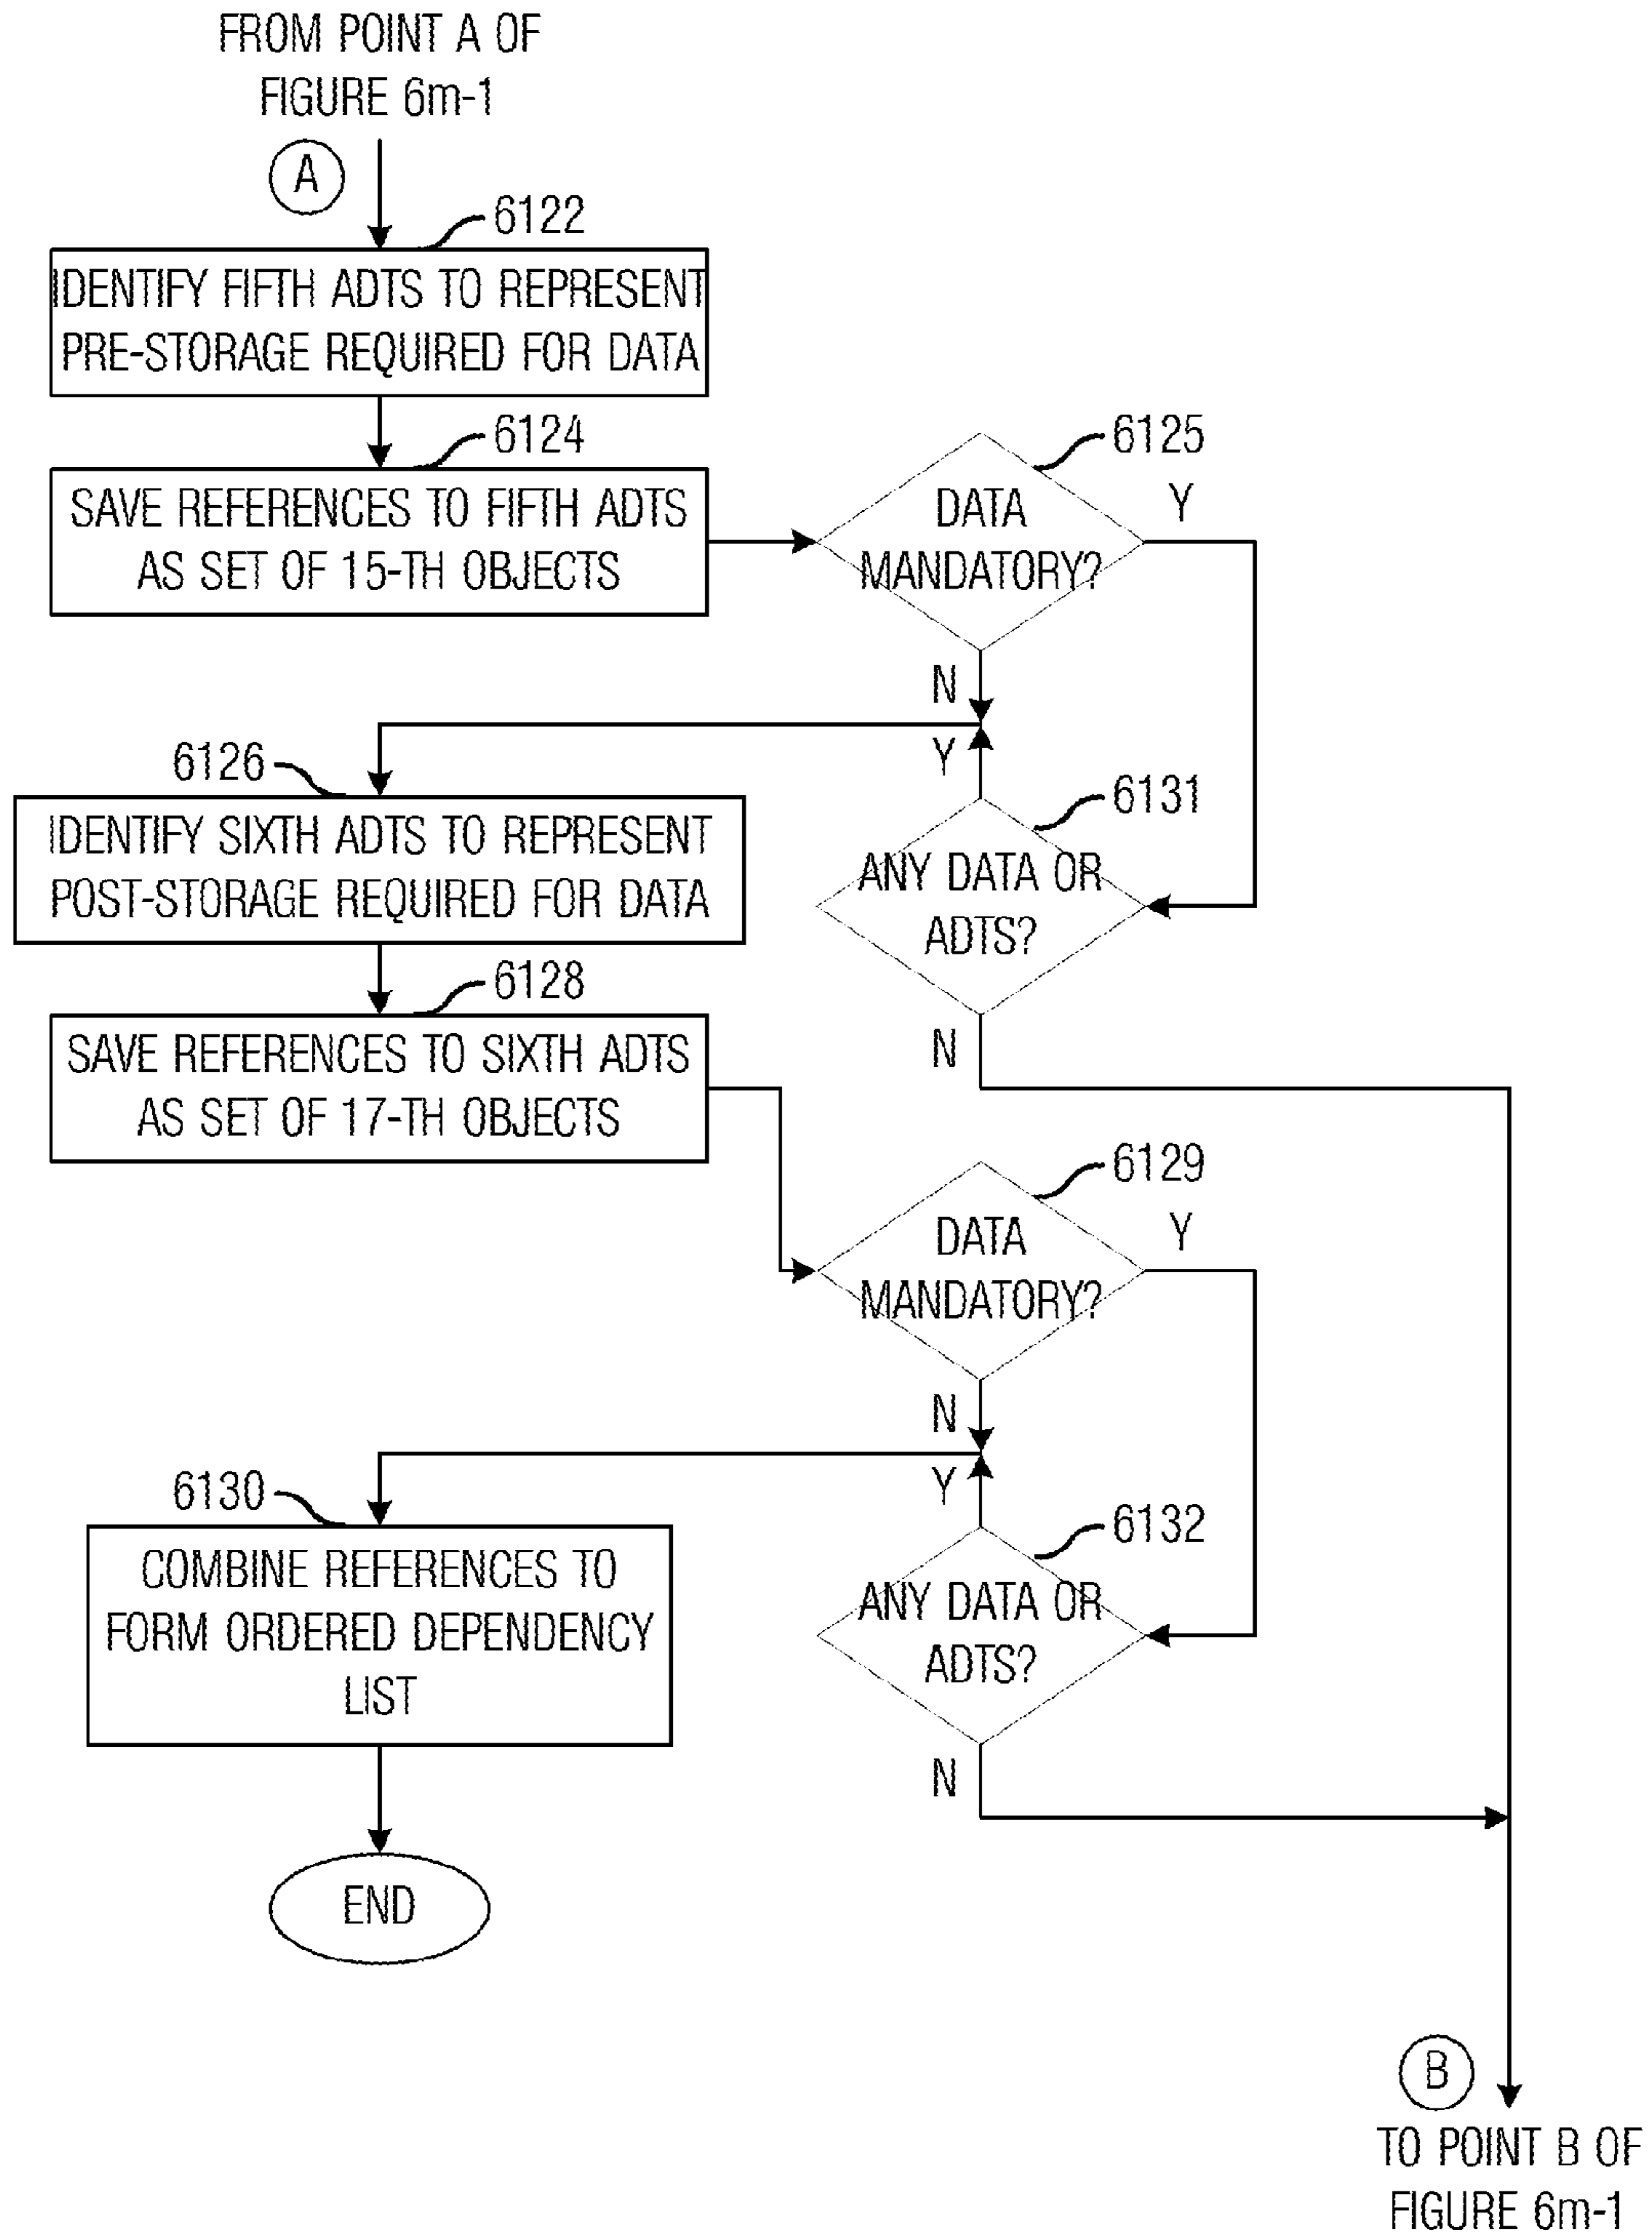 FROM POINT A OF
FIGURE 6m-1
A
6122
IDENTIFY FIFTH ADTS TO REPRESENT
PRE-STORAGE REQUIRED FOR DATA
6124
SAVE REFERENCES TO FIFTH ADTS
AS SET OF 15-TH OBJECTS
6125
DATA
MANDATORY?
Y
N
Y
6126
IDENTIFY SIXTH ADTS TO REPRESENT
POST-STORAGE REQUIRED FOR DATA
6131
ANY DATA OR
ADTS?
N
6128
SAVE REFERENCES TO SIXTH ADTS
AS SET OF 17-TH OBJECTS
6129
DATA
MANDATORY?
Y
N
Y
6130
COMBINE REFERENCES TO
FORM ORDERED DEPENDENCY
LIST
6132
ANY DATA OR
ADTS?
N
END
B
TO POINT B OF
FIGURE 6m-1